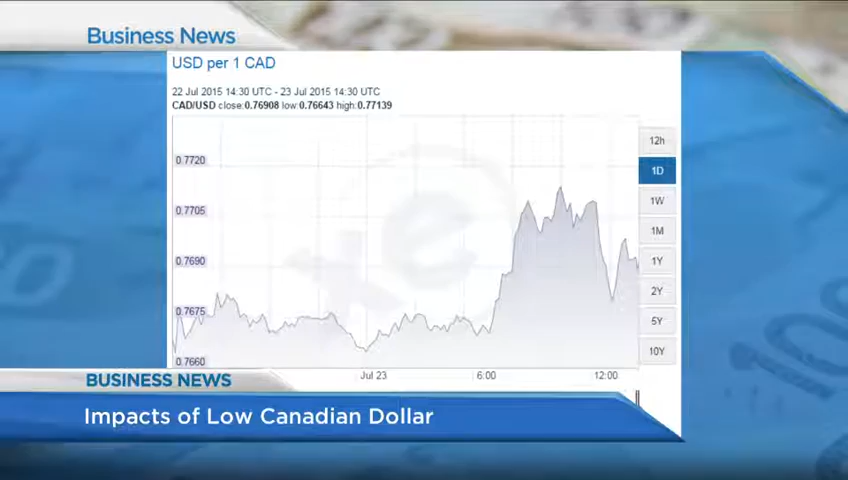 Business News
USD per 1 CAD
22 Jul 2015 14:30 UTC - 23 Jul 2015 14:30 UTC
CAD/USD close:0.76908 low:0.76643 high:0.77139
12h
0.7720
1D
1W
0.7705
1M
0.7690
1Y
2Y
0.7675
5Y
10Y
0.7660
Jul 23
6:00
12:00
xe
BUSINESS NEWS
Impacts of Low Canadian Dollar